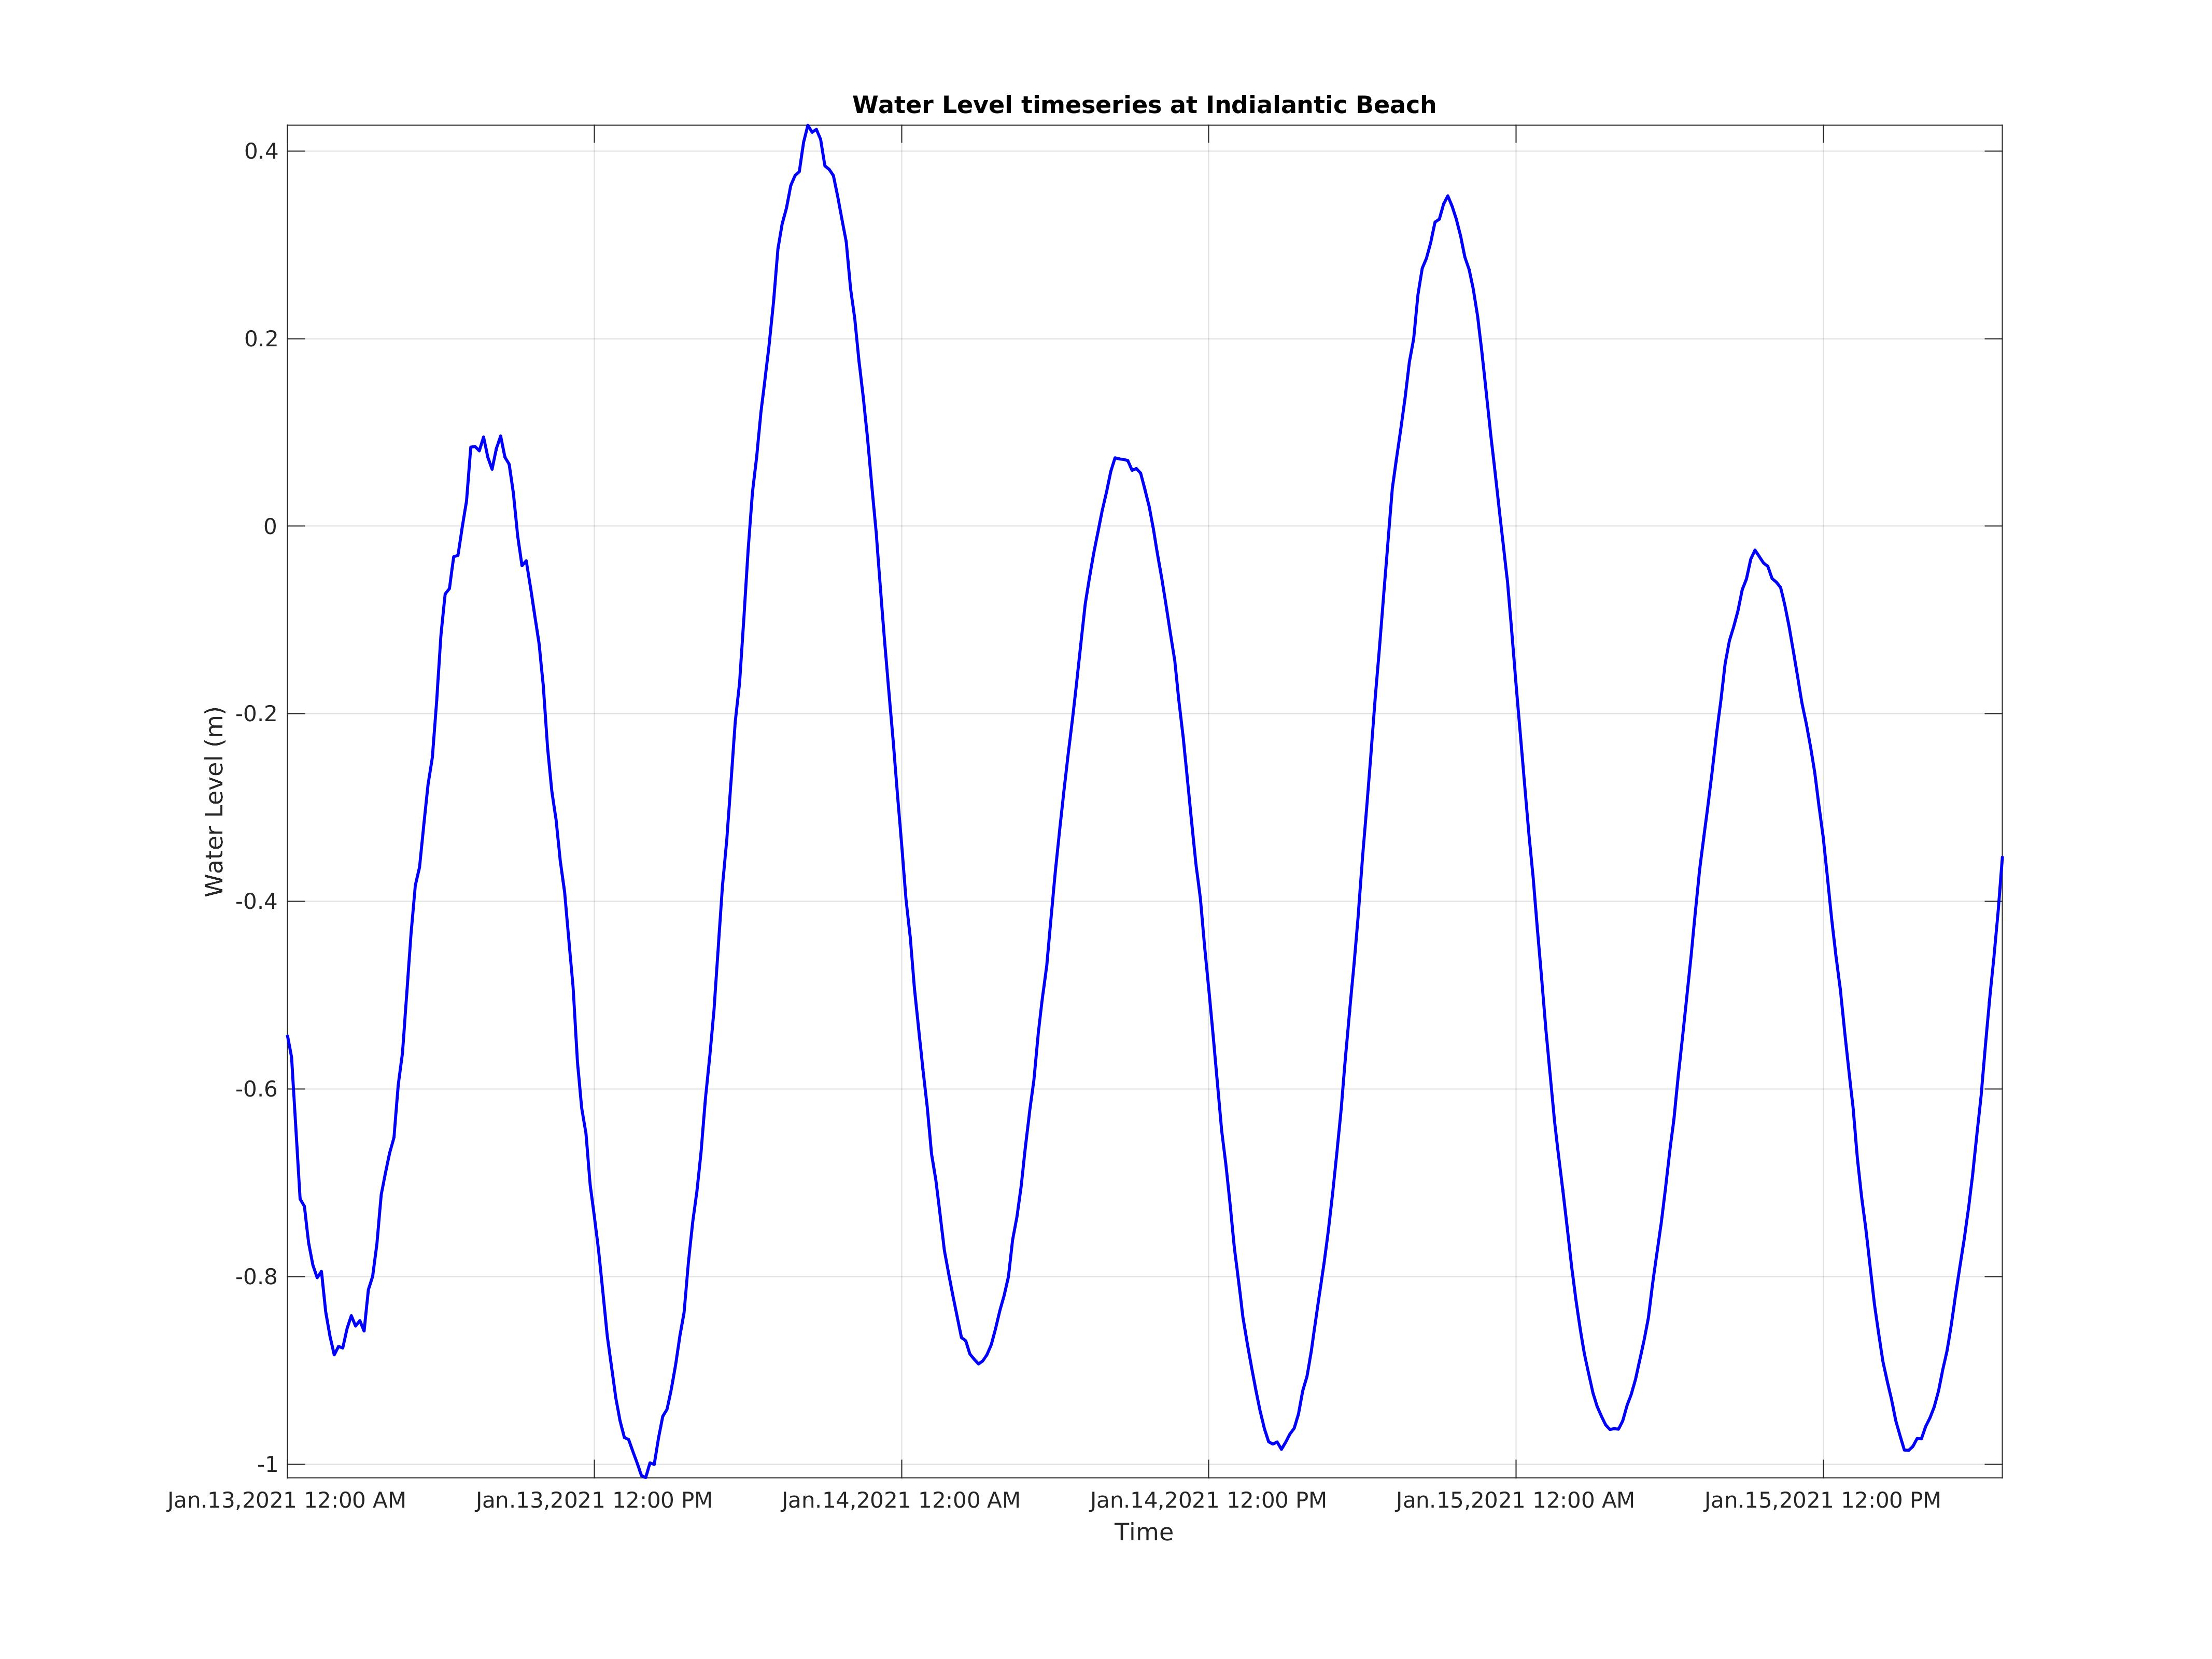 Water Level timeseries at Indialantic Beach
0.4
0.2
0
-0.2
-0.4
-0.6
-0.8
-1
Water Level (m)
Jan.13,2021 12:00 AM
Jan.13,2021 12:00 PM
Jan.14,2021 12:00 AM
Jan.14,2021 12:00 PM
Jan.15,2021 12:00 AM
Jan.15,2021 12:00 PM
Time